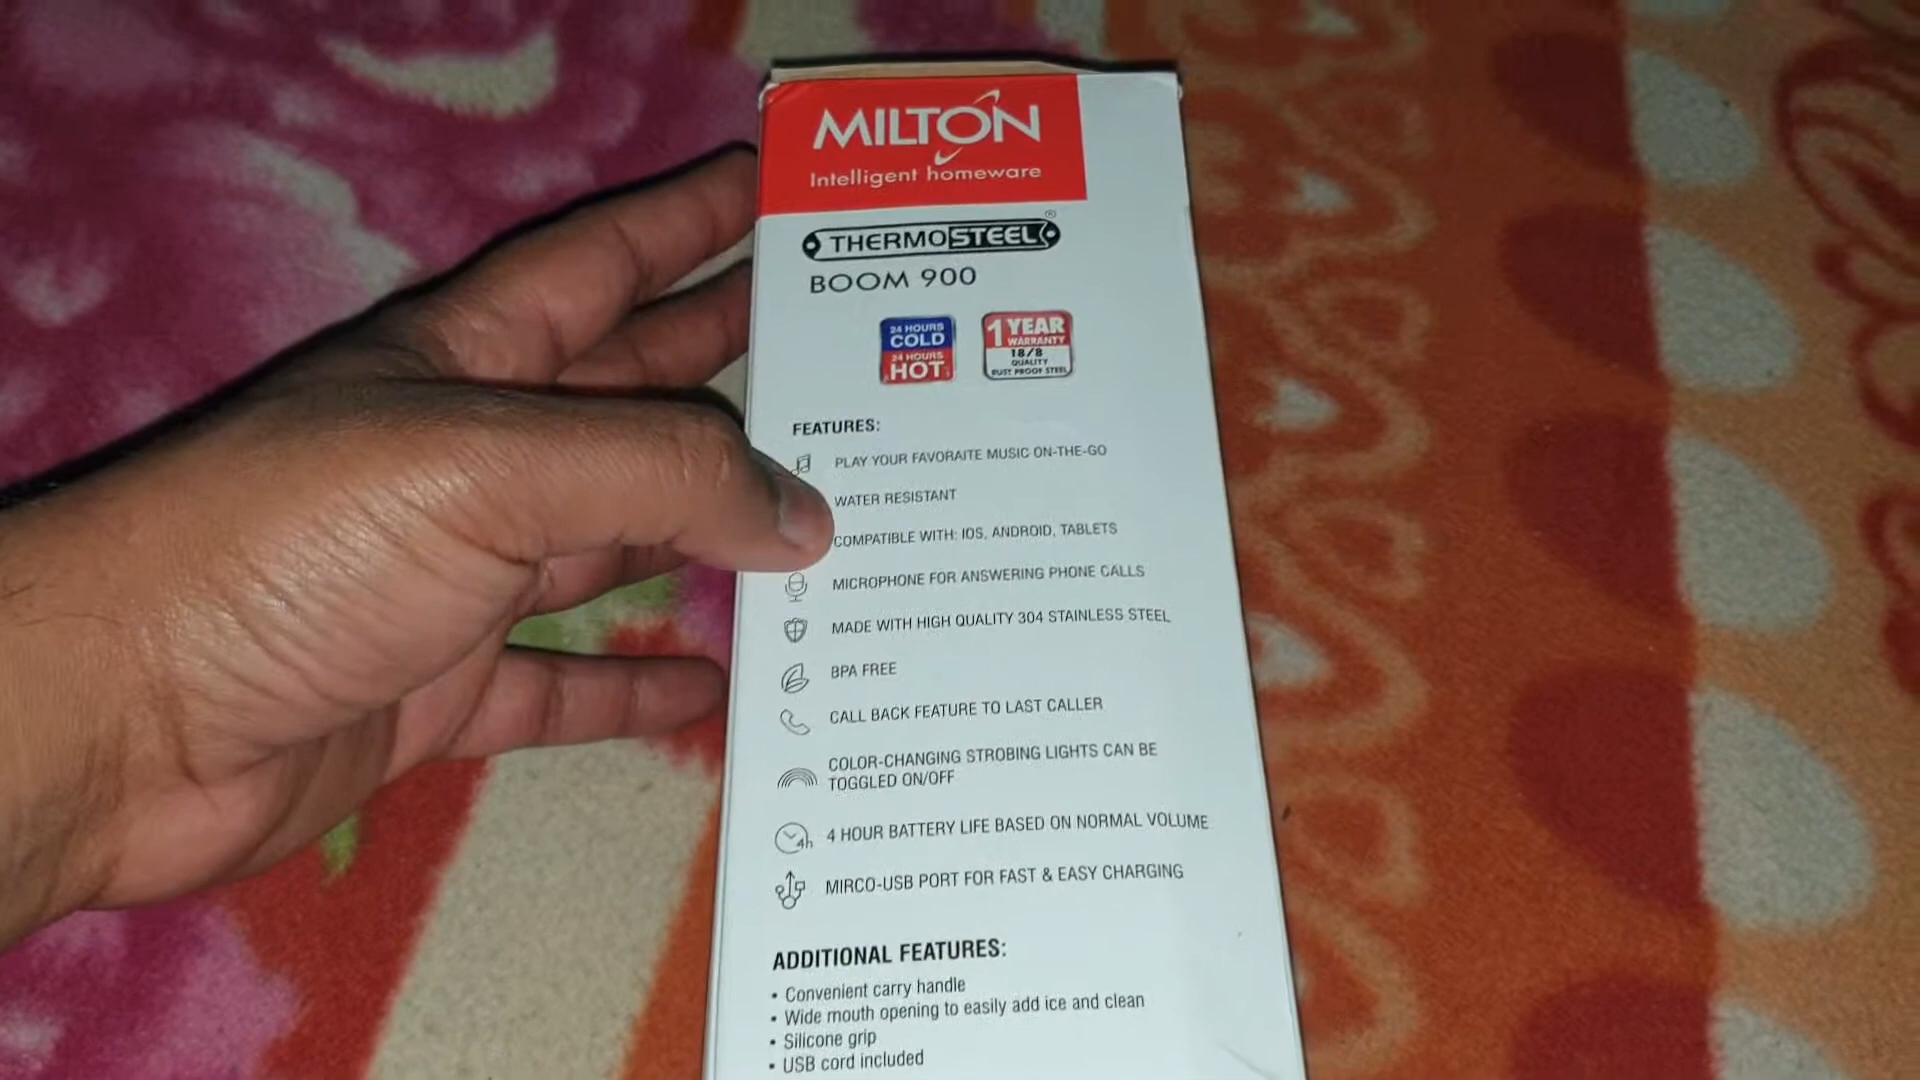 MILTON
Intelligent homeware
THERMOSTEEL®
BOOM 900
24 HOURS
COLD
24 HOURS
HOT
1 YEAR
WARRANTY
18/8
QUALITY
RUST PROOF STEEL
FEATURES:
PLAY YOUR FAVORAITE MUSIC ON-THE-GO
WATER RESISTANT
COMPATIBLE WITH: IOS, ANDROID, TABLETS
MICROPHONE FOR ANSWERING PHONE CALLS
MADE WITH HIGH QUALITY 304 STAINLESS STEEL
BPA FREE
CALL BACK FEATURE TO LAST CALLER
COLOR-CHANGING STROBING LIGHTS CAN BE
TOGGLED ON/OFF
4h 4 HOUR BATTERY LIFE BASED ON NORMAL VOLUME
MIRCO-USB PORT FOR FAST & EASY CHARGING
ADDITIONAL FEATURES:
• Convenient carry handle
• Wide mouth opening to easily add ice and clean
• Silicone grip
• USB cord included